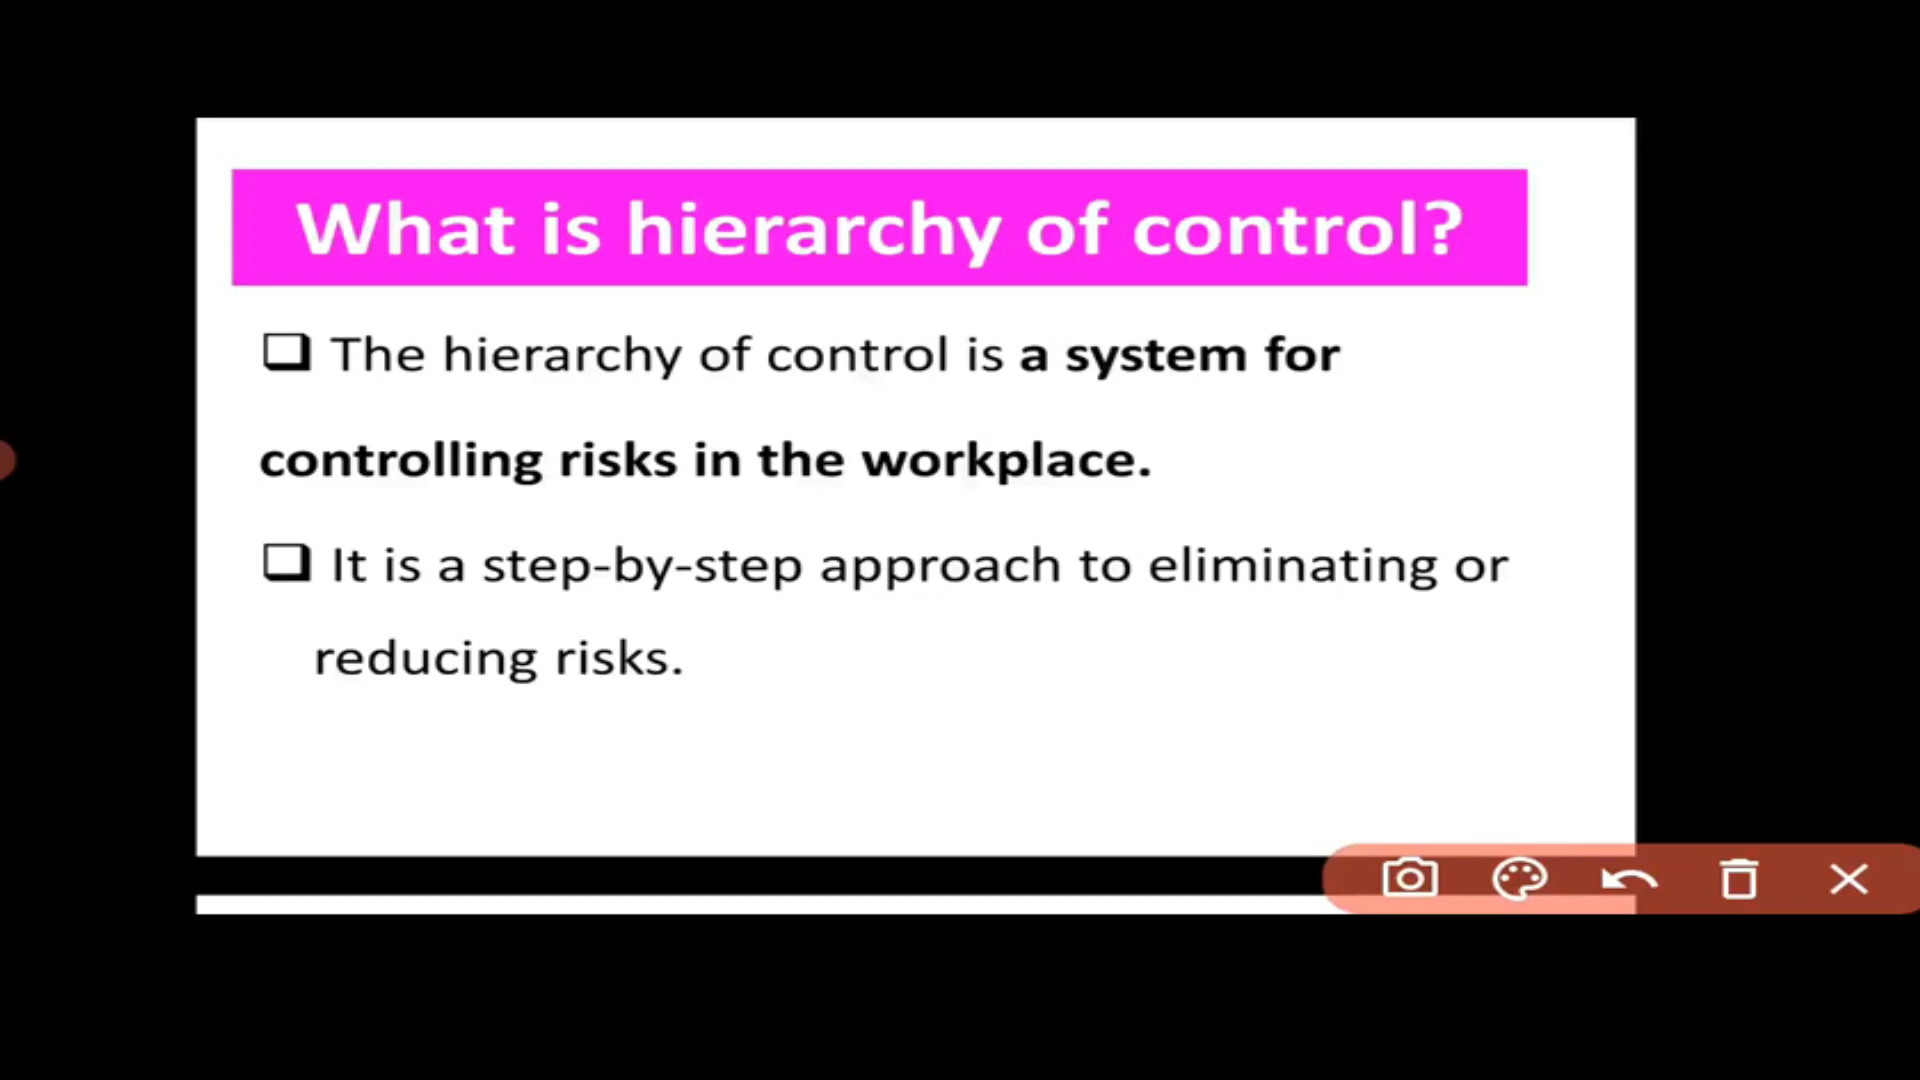 What is hierarchy of control?
The hierarchy of control is a system for
controlling risks in the workplace.
It is a step-by-step approach to eliminating or
reducing risks.